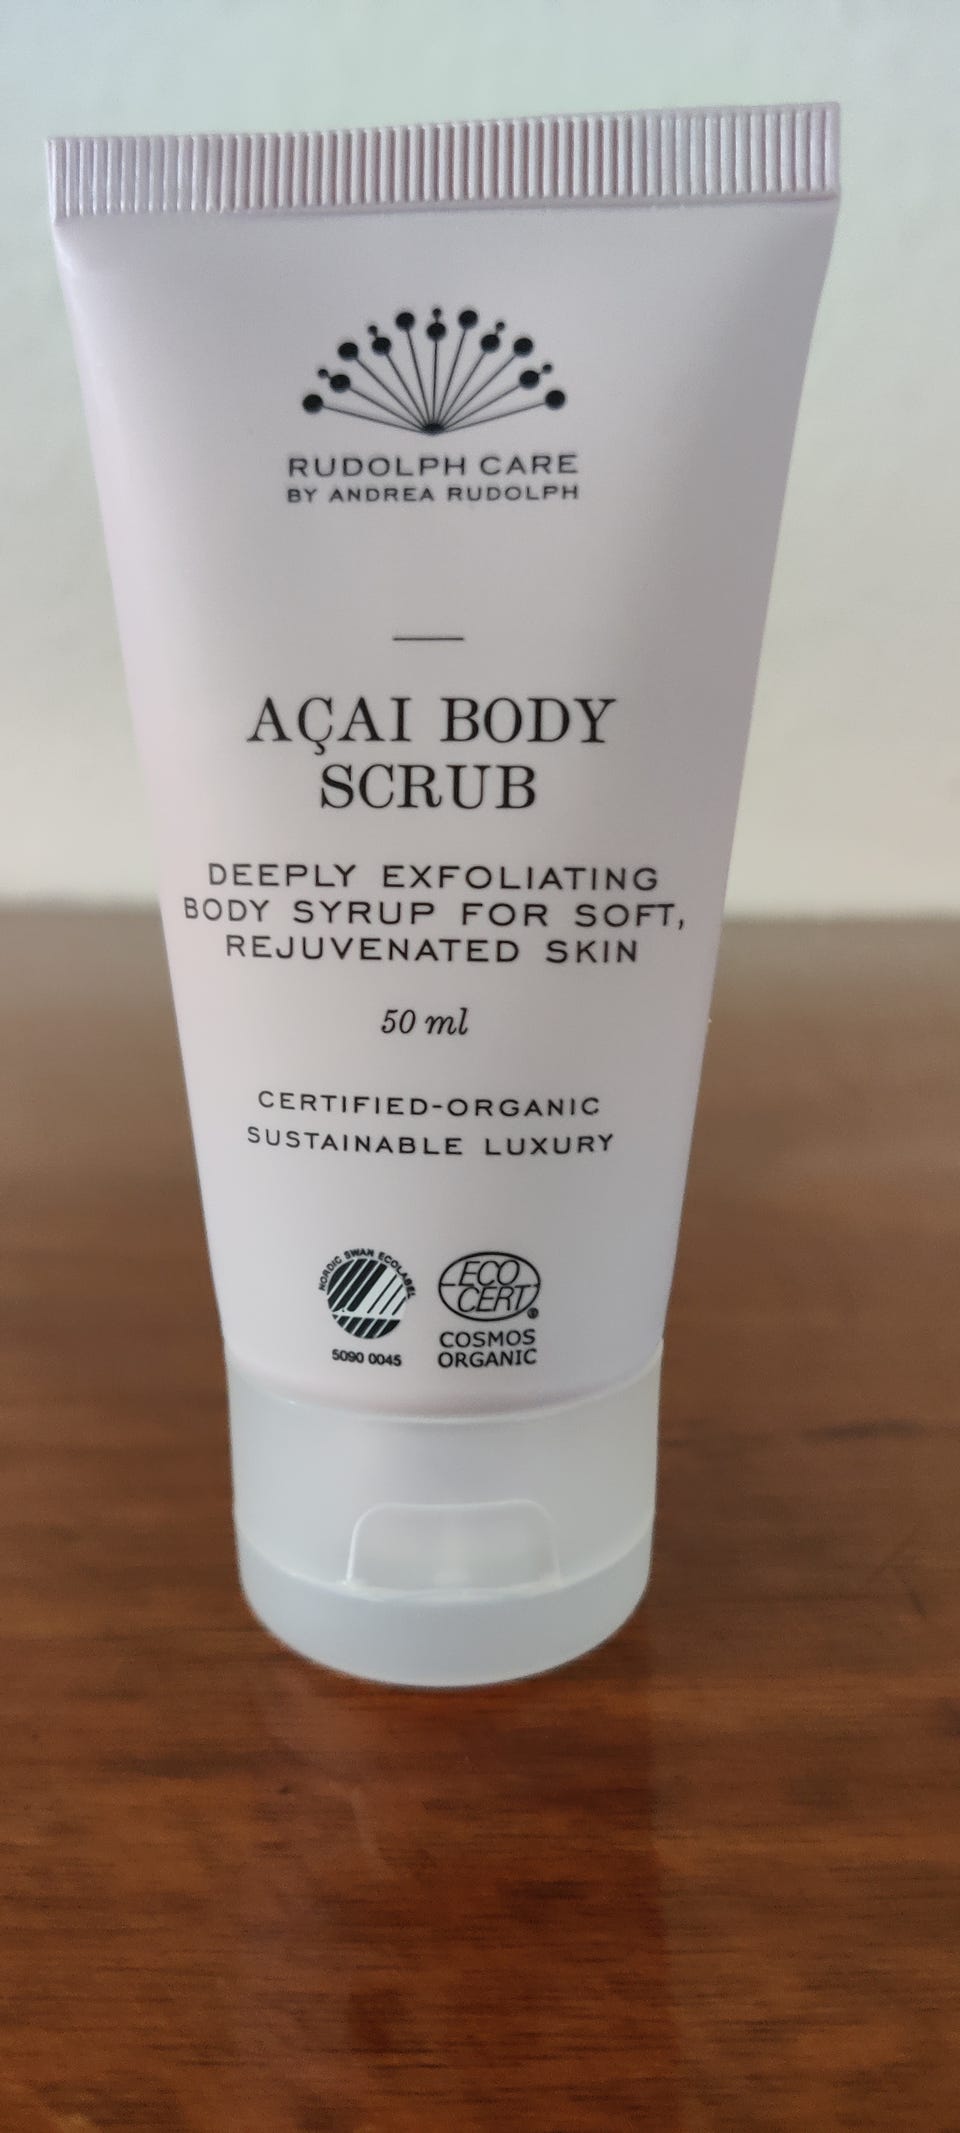 RUDOLPH CARE
BY ANDREA RUDOLPH
AÇAI BODY
SCRUB
DEEPLY EXFOLIATING
BODY SYRUP FOR SOFT,
REJUVENATED SKIN
50 ml
CERTIFIED-ORGANIC
SUSTAINABLE LUXURY
NORDIC SWAN ECOLABEL
5090 0045
ECO
CERT®
COSMOS
ORGANIC